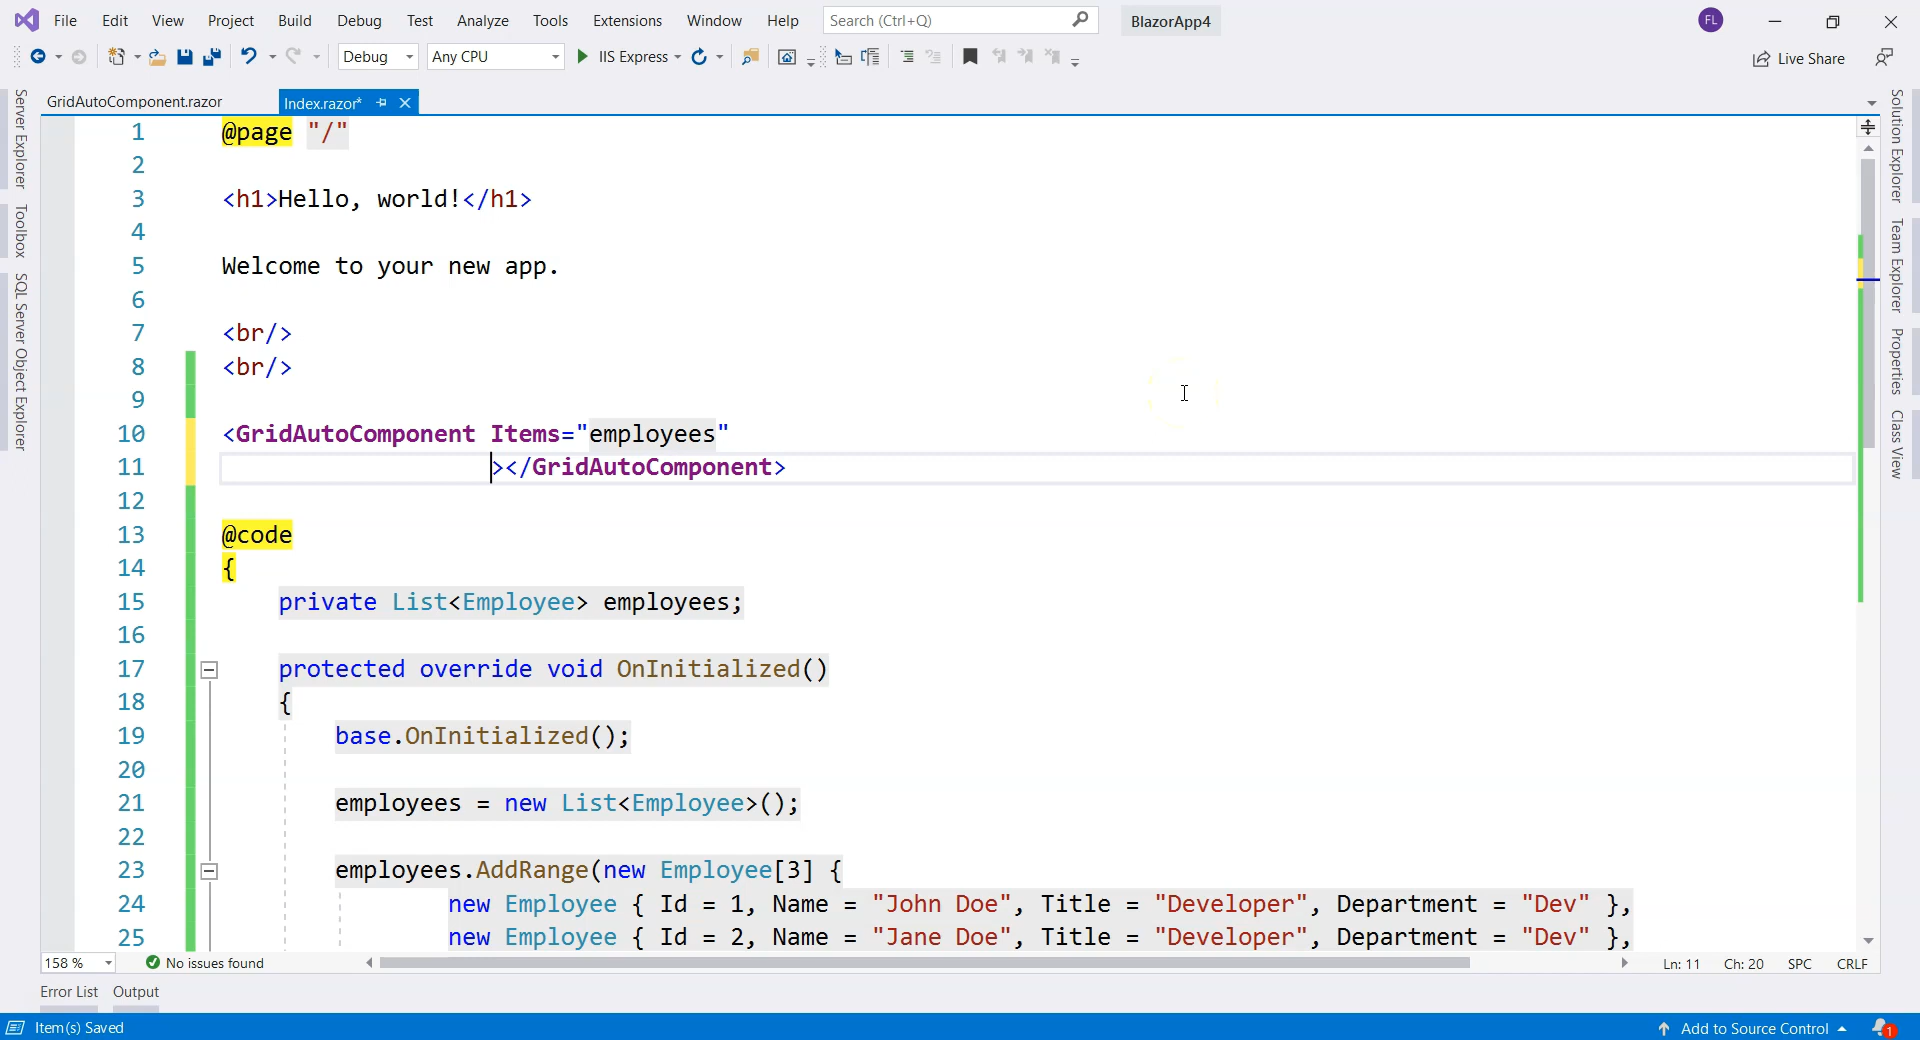 File Edit View Project Build Debug Test Analyze Tools Extensions Window Help Search (Ctrl+Q) BlazorApp4 FL
Debug Any CPU IIS Express Live Share
GridAutoComponent.razor Index.razor*
Server Explorer
Toolbox
SQL Server Object Explorer
1 @page "/"
2
3 <h1>Hello, world!</h1>
4
5 Welcome to your new app.
6
7 <br/>
8 <br/>
9
10 <GridAutoComponent Items="employees"
11 ></GridAutoComponent>
12
13 @code
14 {
15 private List<Employee> employees;
16
17 protected override void OnInitialized()
18 {
19 base.OnInitialized();
20
21 employees = new List<Employee>();
22
23 employees.AddRange(new Employee[3] {
24 new Employee { Id = 1, Name = "John Doe", Title = "Developer", Department = "Dev" },
25 new Employee { Id = 2, Name = "Jane Doe", Title = "Developer", Department = "Dev" },
Solution Explorer
Team Explorer
Properties
Class View
158 % No issues found Ln: 11 Ch: 20 SPC CRLF
Error List Output
Item(s) Saved Add to Source Control 1